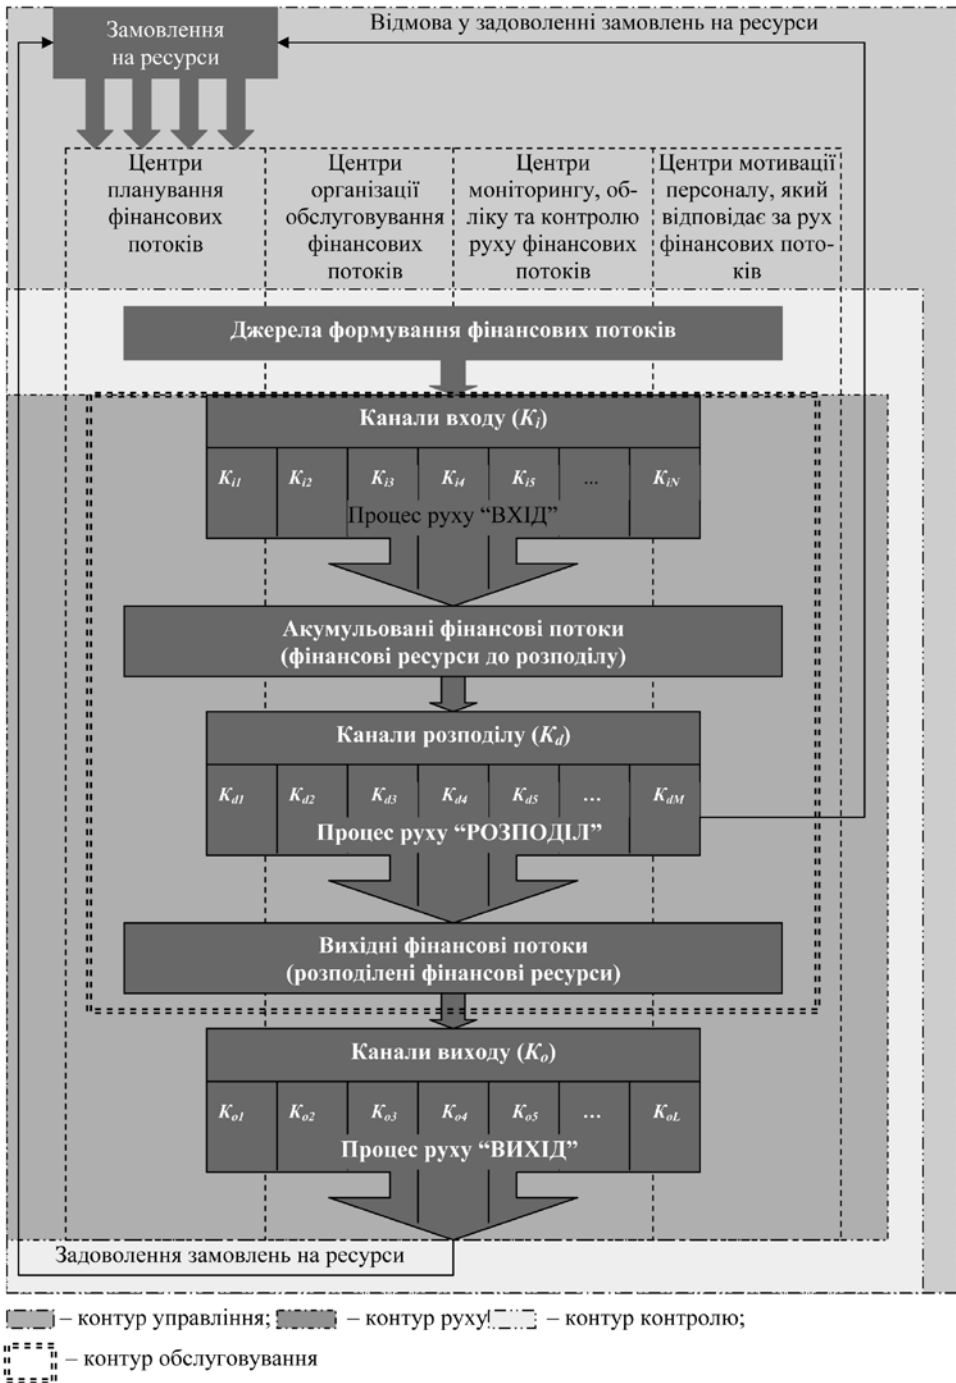 Відмова у задоволенні замовлень на ресурси
Замовлення
на ресурси
Центри
планування
фінансових
потоків
Центри
організації
обслуговування
фінансових
потоків
Центри
моніторингу, об-
ліку та контролю
руху фінансових
потоків
Центри мотивації
персоналу, який
відповідає за рух
фінансових пото-
ків
Джерела формування фінансових потоків
Канали входу (Ki)
Ki1 Ki2 Ki3 Ki4 Ki5 ... KiN
Процес руху “ВХІД”
Акумульовані фінансові потоки
(фінансові ресурси до розподілу)
Канали розподілу (Kd)
Kd1 Kd2 Kd3 Kd4 Kd5 ... KdM
Процес руху “РОЗПОДІЛ”
Вихідні фінансові потоки
(розподілені фінансові ресурси)
Канали виходу (Ko)
Ko1 Ko2 Ko3 Ko4 Ko5 ... KoL
Процес руху “ВИХІД”
Задоволення замовлень на ресурси
– контур управління; – контур руху – контур контролю;
– контур обслуговування